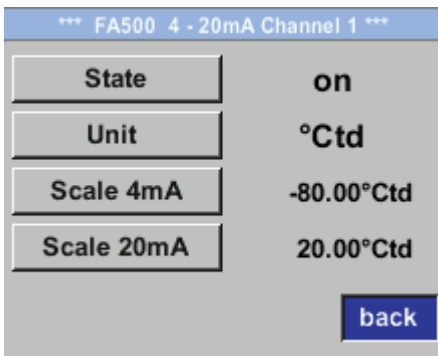 *** FA500 4 - 20mA Channel 1 ***
State on
Unit °Ctd
Scale 4mA -80.00°Ctd
Scale 20mA 20.00°Ctd
back